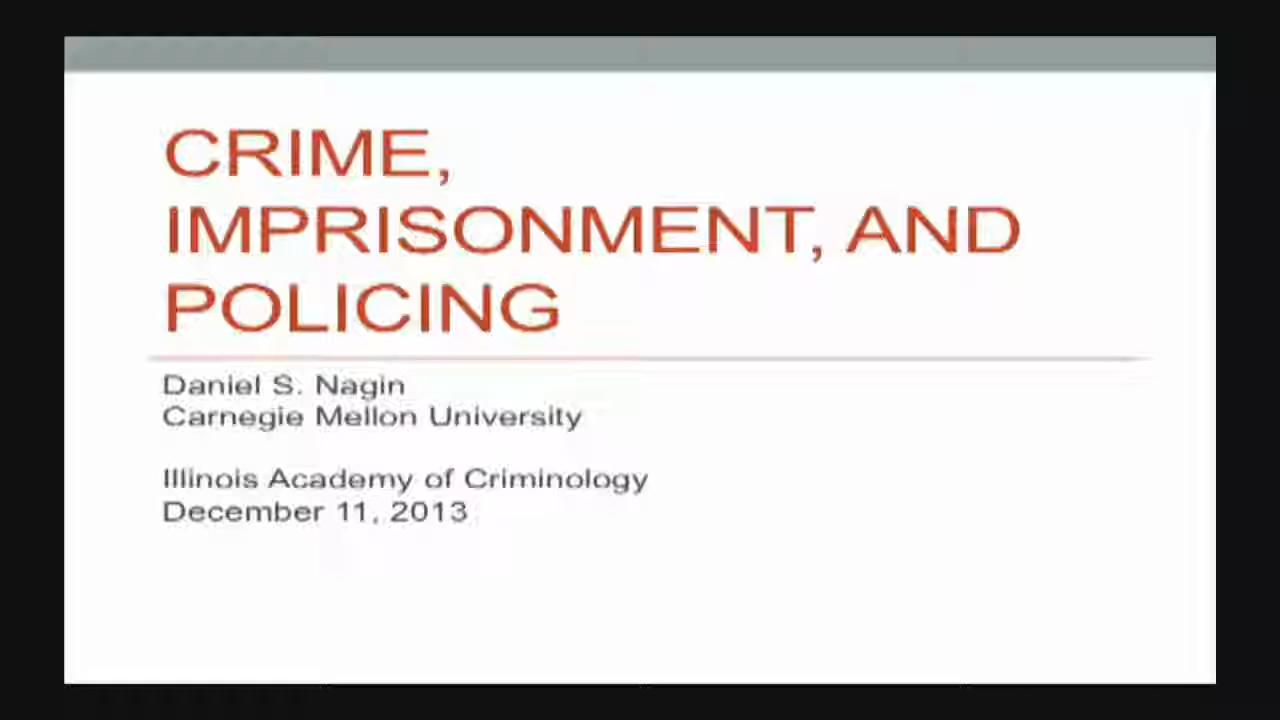 CRIME,
IMPRISONMENT, AND
POLICING
Daniel S. Nagin
Carnegie Mellon University
Illinois Academy of Criminology
December 11, 2013